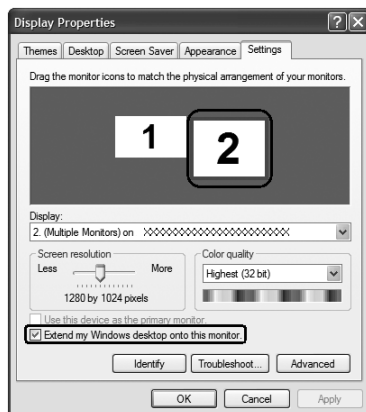 Display Properties
Themes Desktop Screen Saver Appearance Settings
Drag the monitor icons to match the physical arrangement of your monitors.
1 2
Display:
2. (Multiple Monitors) on XXXXXXXXXXXXXXXXXXXXXXX
Screen resolution Color quality
Less More Highest (32 bit)
1280 by 1024 pixels
Use this device as the primary monitor.
Extend my Windows desktop onto this monitor.
Identify Troubleshoot... Advanced
OK Cancel Apply